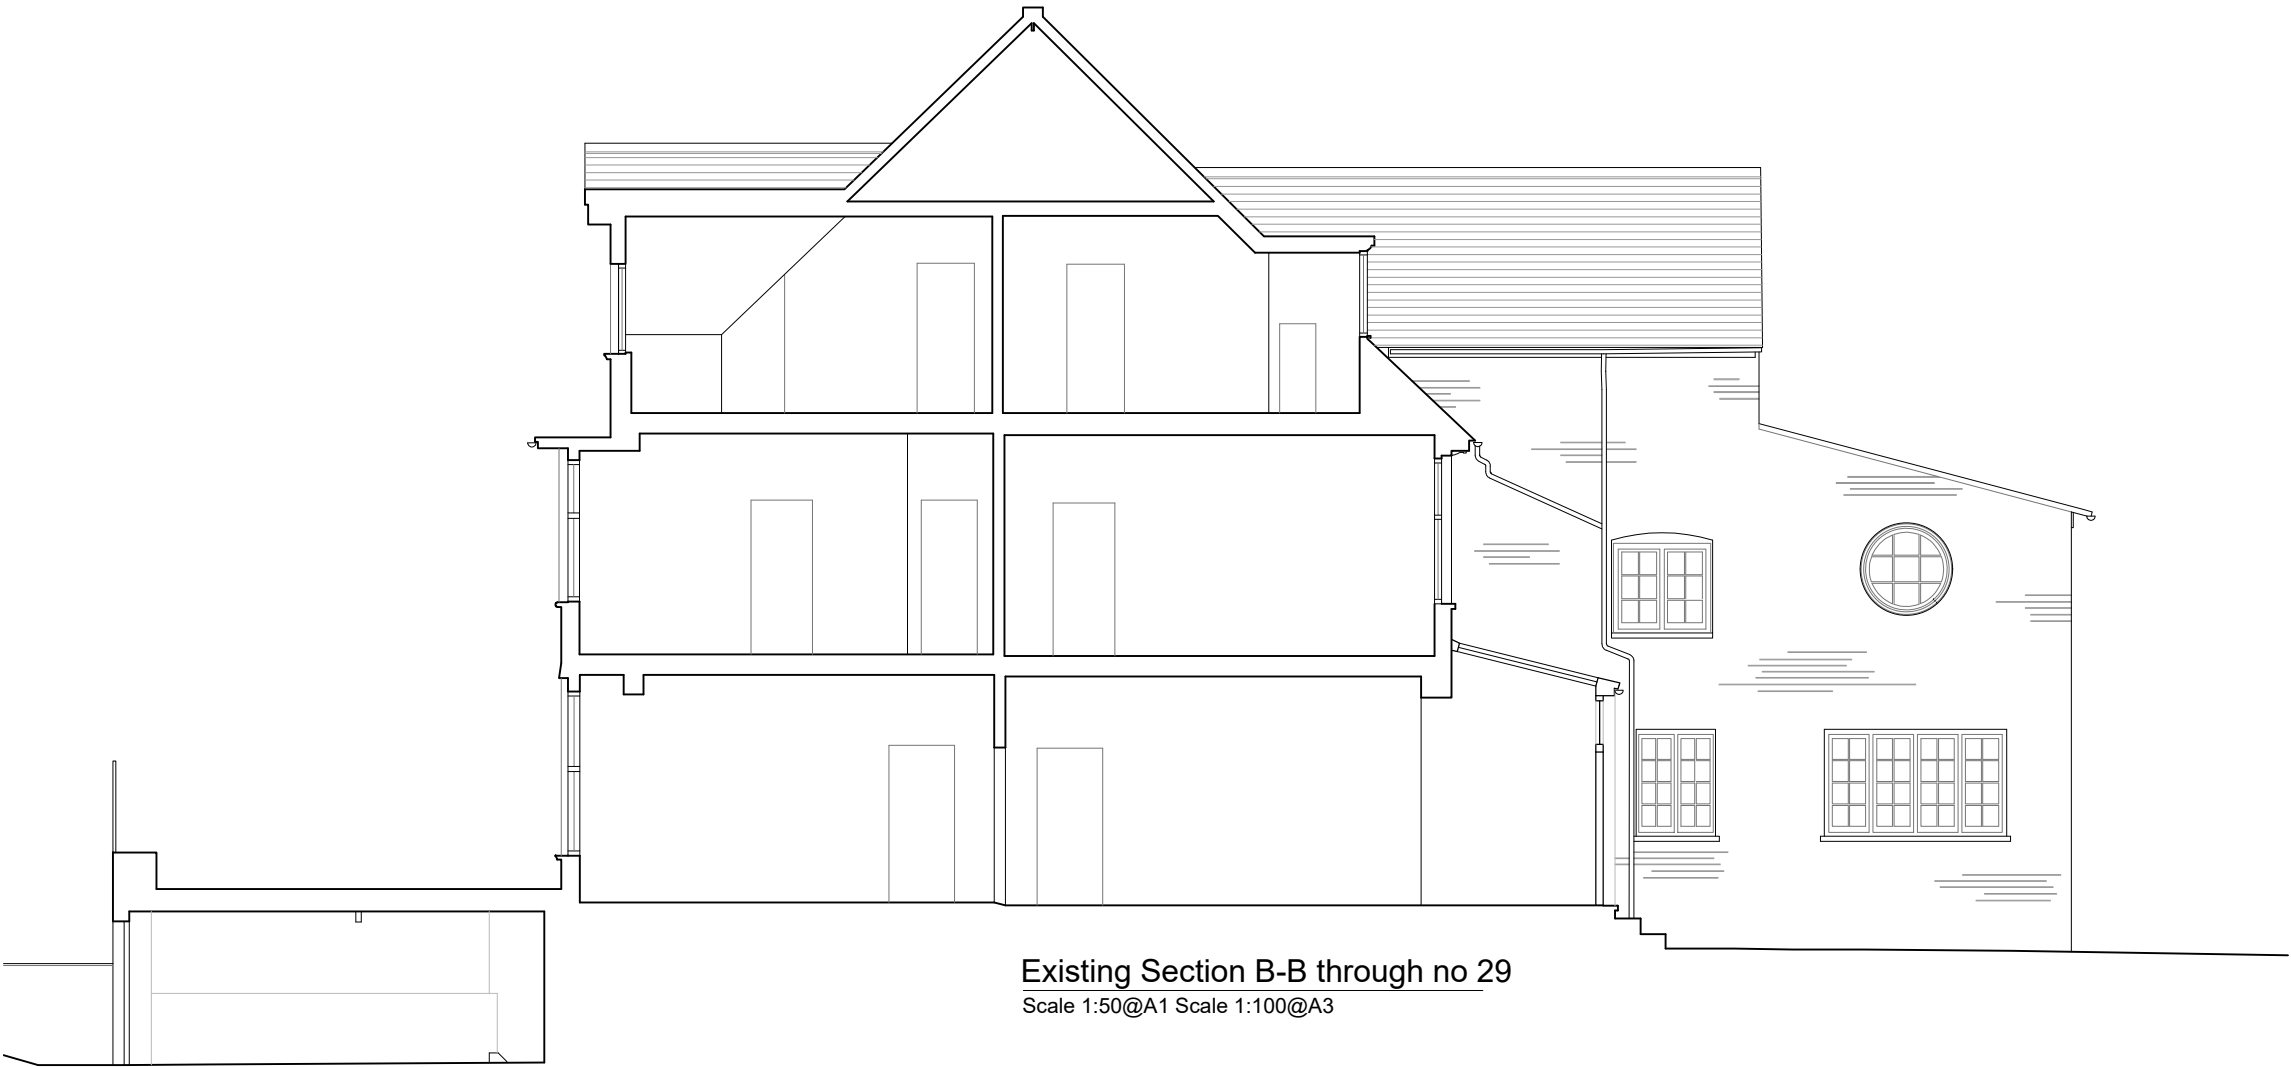 Existing Section B-B through no 29
Scale 1:50@A1 Scale 1:100@A3